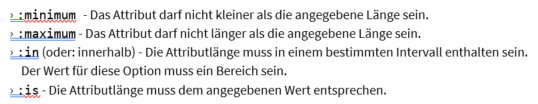 › :minimum - Das Attribut darf nicht kleiner als die angegebene Länge sein.
› :maximum - Das Attribut darf nicht länger als die angegebene Länge sein.
› :in (oder: innerhalb) - Die Attributlänge muss in einem bestimmten Intervall enthalten sein.
Der Wert für diese Option muss ein Bereich sein.
› :is - Die Attributlänge muss dem angegebenen Wert entsprechen.